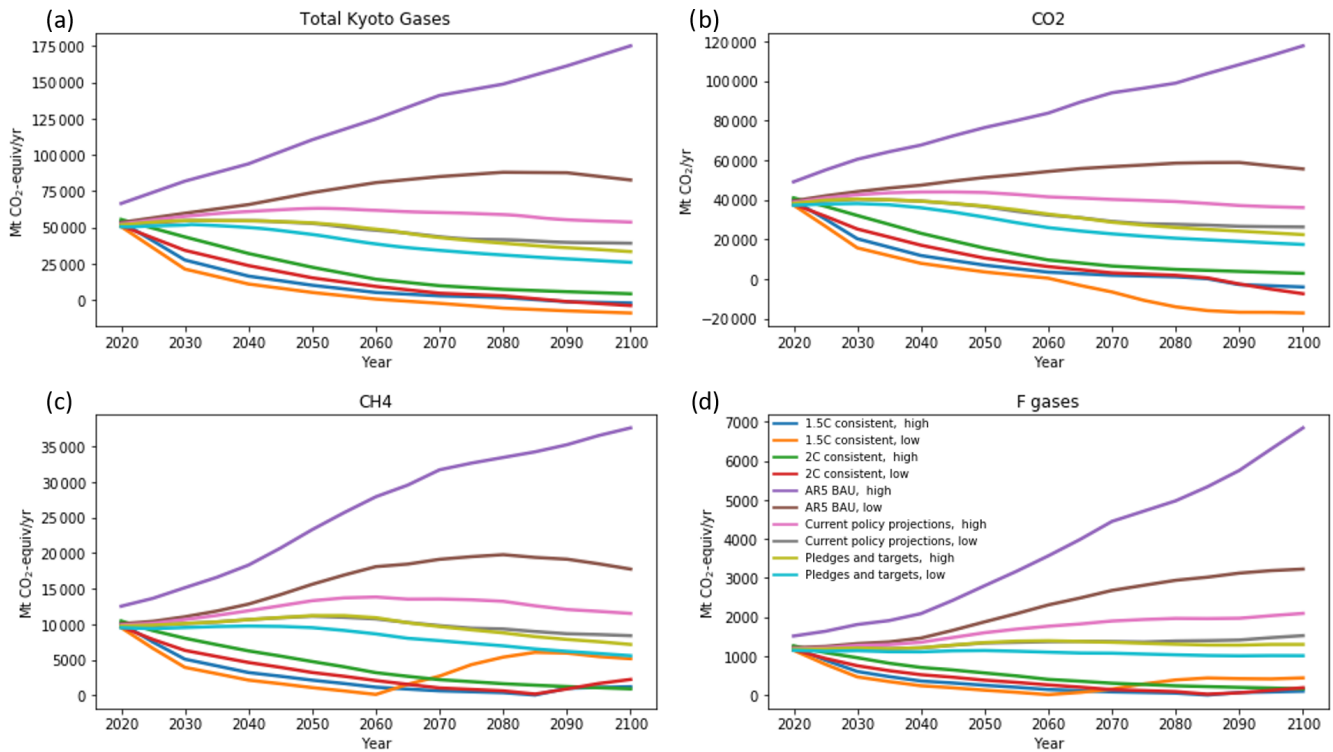 (a) Total Kyoto Gases
Mt CO₂-equiv/yr
175 000
150 000
125 000
100 000
75 000
50 000
25 000
0
2020 2030 2040 2050 2060 2070 2080 2090 2100
Year
(b) CO2
Mt CO₂/yr
120 000
100 000
80 000
60 000
40 000
20 000
0
−20 000
2020 2030 2040 2050 2060 2070 2080 2090 2100
Year
(c) CH4
Mt CO₂-equiv/yr
35 000
30 000
25 000
20 000
15 000
10 000
5000
0
2020 2030 2040 2050 2060 2070 2080 2090 2100
Year
(d) F gases
Mt CO₂-equiv/yr
7000
6000
5000
4000
3000
2000
1000
0
1.5C consistent, high
1.5C consistent, low
2C consistent, high
2C consistent, low
AR5 BAU, high
AR5 BAU, low
Current policy projections, high
Current policy projections, low
Pledges and targets, high
Pledges and targets, low
2020 2030 2040 2050 2060 2070 2080 2090 2100
Year